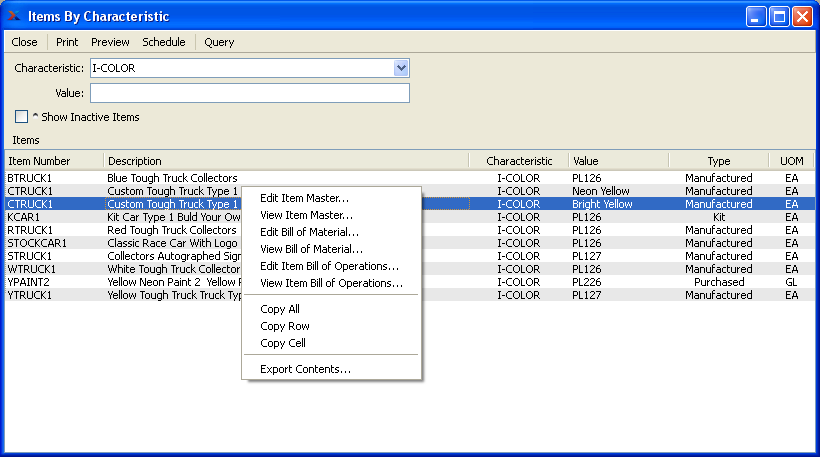 Items By Characteristic
Close Print Preview Schedule Query
Characteristic: I-COLOR
Value:
^ Show Inactive Items
Items
Item Number Description Characteristic Value Type UOM
BTRUCK1 Blue Tough Truck Collectors I-COLOR PL126 Manufactured EA
CTRUCK1 Custom Tough Truck Type 1 I-COLOR Neon Yellow Manufactured EA
CTRUCK1 Custom Tough Truck Type 1 I-COLOR Bright Yellow Manufactured EA
KCAR1 Kit Car Type 1 Buld Your Own I-COLOR PL126 Kit EA
RTRUCK1 Red Tough Truck Collectors I-COLOR PL126 Manufactured EA
STOCKCAR1 Classic Race Car With Logo I-COLOR PL126 Manufactured EA
STRUCK1 Collectors Autographed Sign I-COLOR PL127 Manufactured EA
WTRUCK1 White Tough Truck Collector I-COLOR PL126 Manufactured EA
YPAINT2 Yellow Neon Paint 2 Yellow I-COLOR PL226 Purchased GL
YTRUCK1 Yellow Tough Truck Truck Typ I-COLOR PL127 Manufactured EA
Edit Item Master...
View Item Master...
Edit Bill of Material...
View Bill of Material...
Edit Item Bill of Operations...
View Item Bill of Operations...
Copy All
Copy Row
Copy Cell
Export Contents...